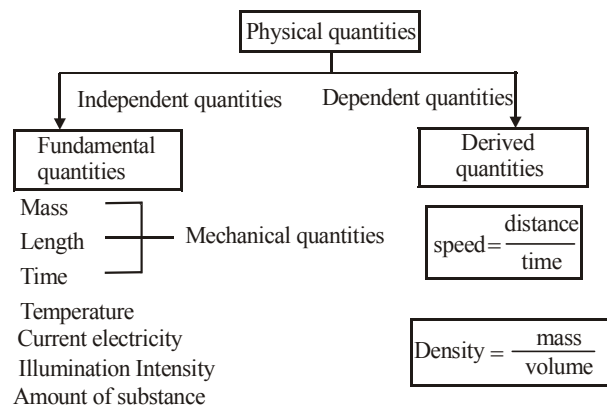 Physical quantities
Independent quantities
Dependent quantities
Fundamental
quantities
Derived
quantities
Mass
Length
Time
Mechanical quantities
Temperature
Current electricity
Illumination Intensity
Amount of substance
speed = distance
time
Density = mass
volume